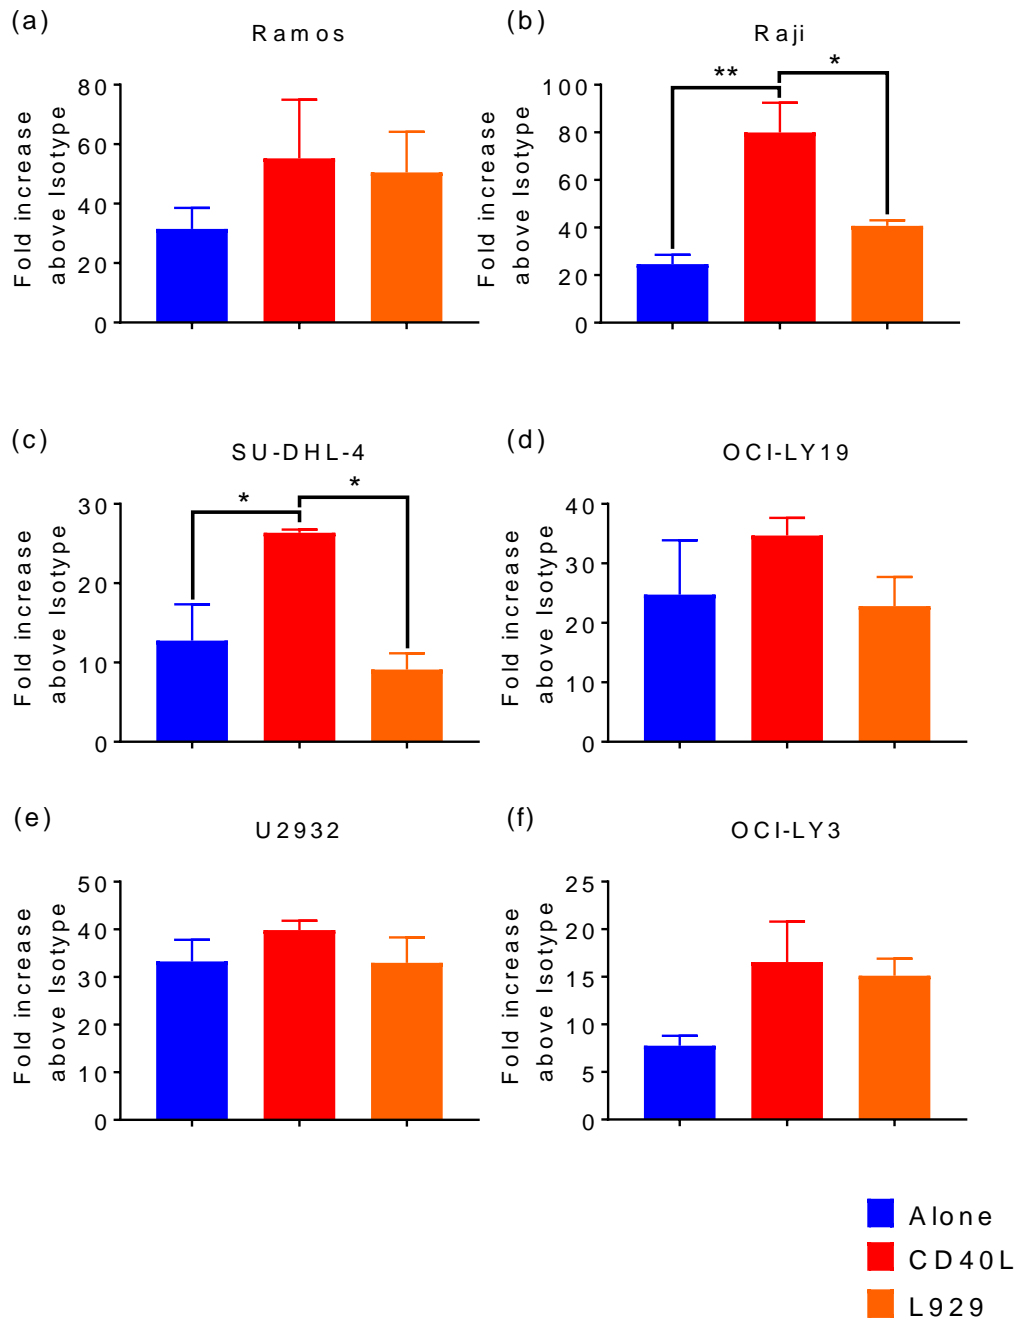 (a)
Ramos
Fold increase
above Isotype
80
60
40
20
0
(b)
Raji
Fold increase
above Isotype
100
80
60
40
20
0
**
*
(c)
SU-DHL-4
Fold increase
above Isotype
30
20
10
0
*
*
(d)
OCI-LY19
Fold increase
above Isotype
40
30
20
10
0
(e)
U2932
Fold increase
above Isotype
50
40
30
20
10
0
(f)
OCI-LY3
Fold increase
above Isotype
25
20
15
10
5
0
Alone
CD40L
L929